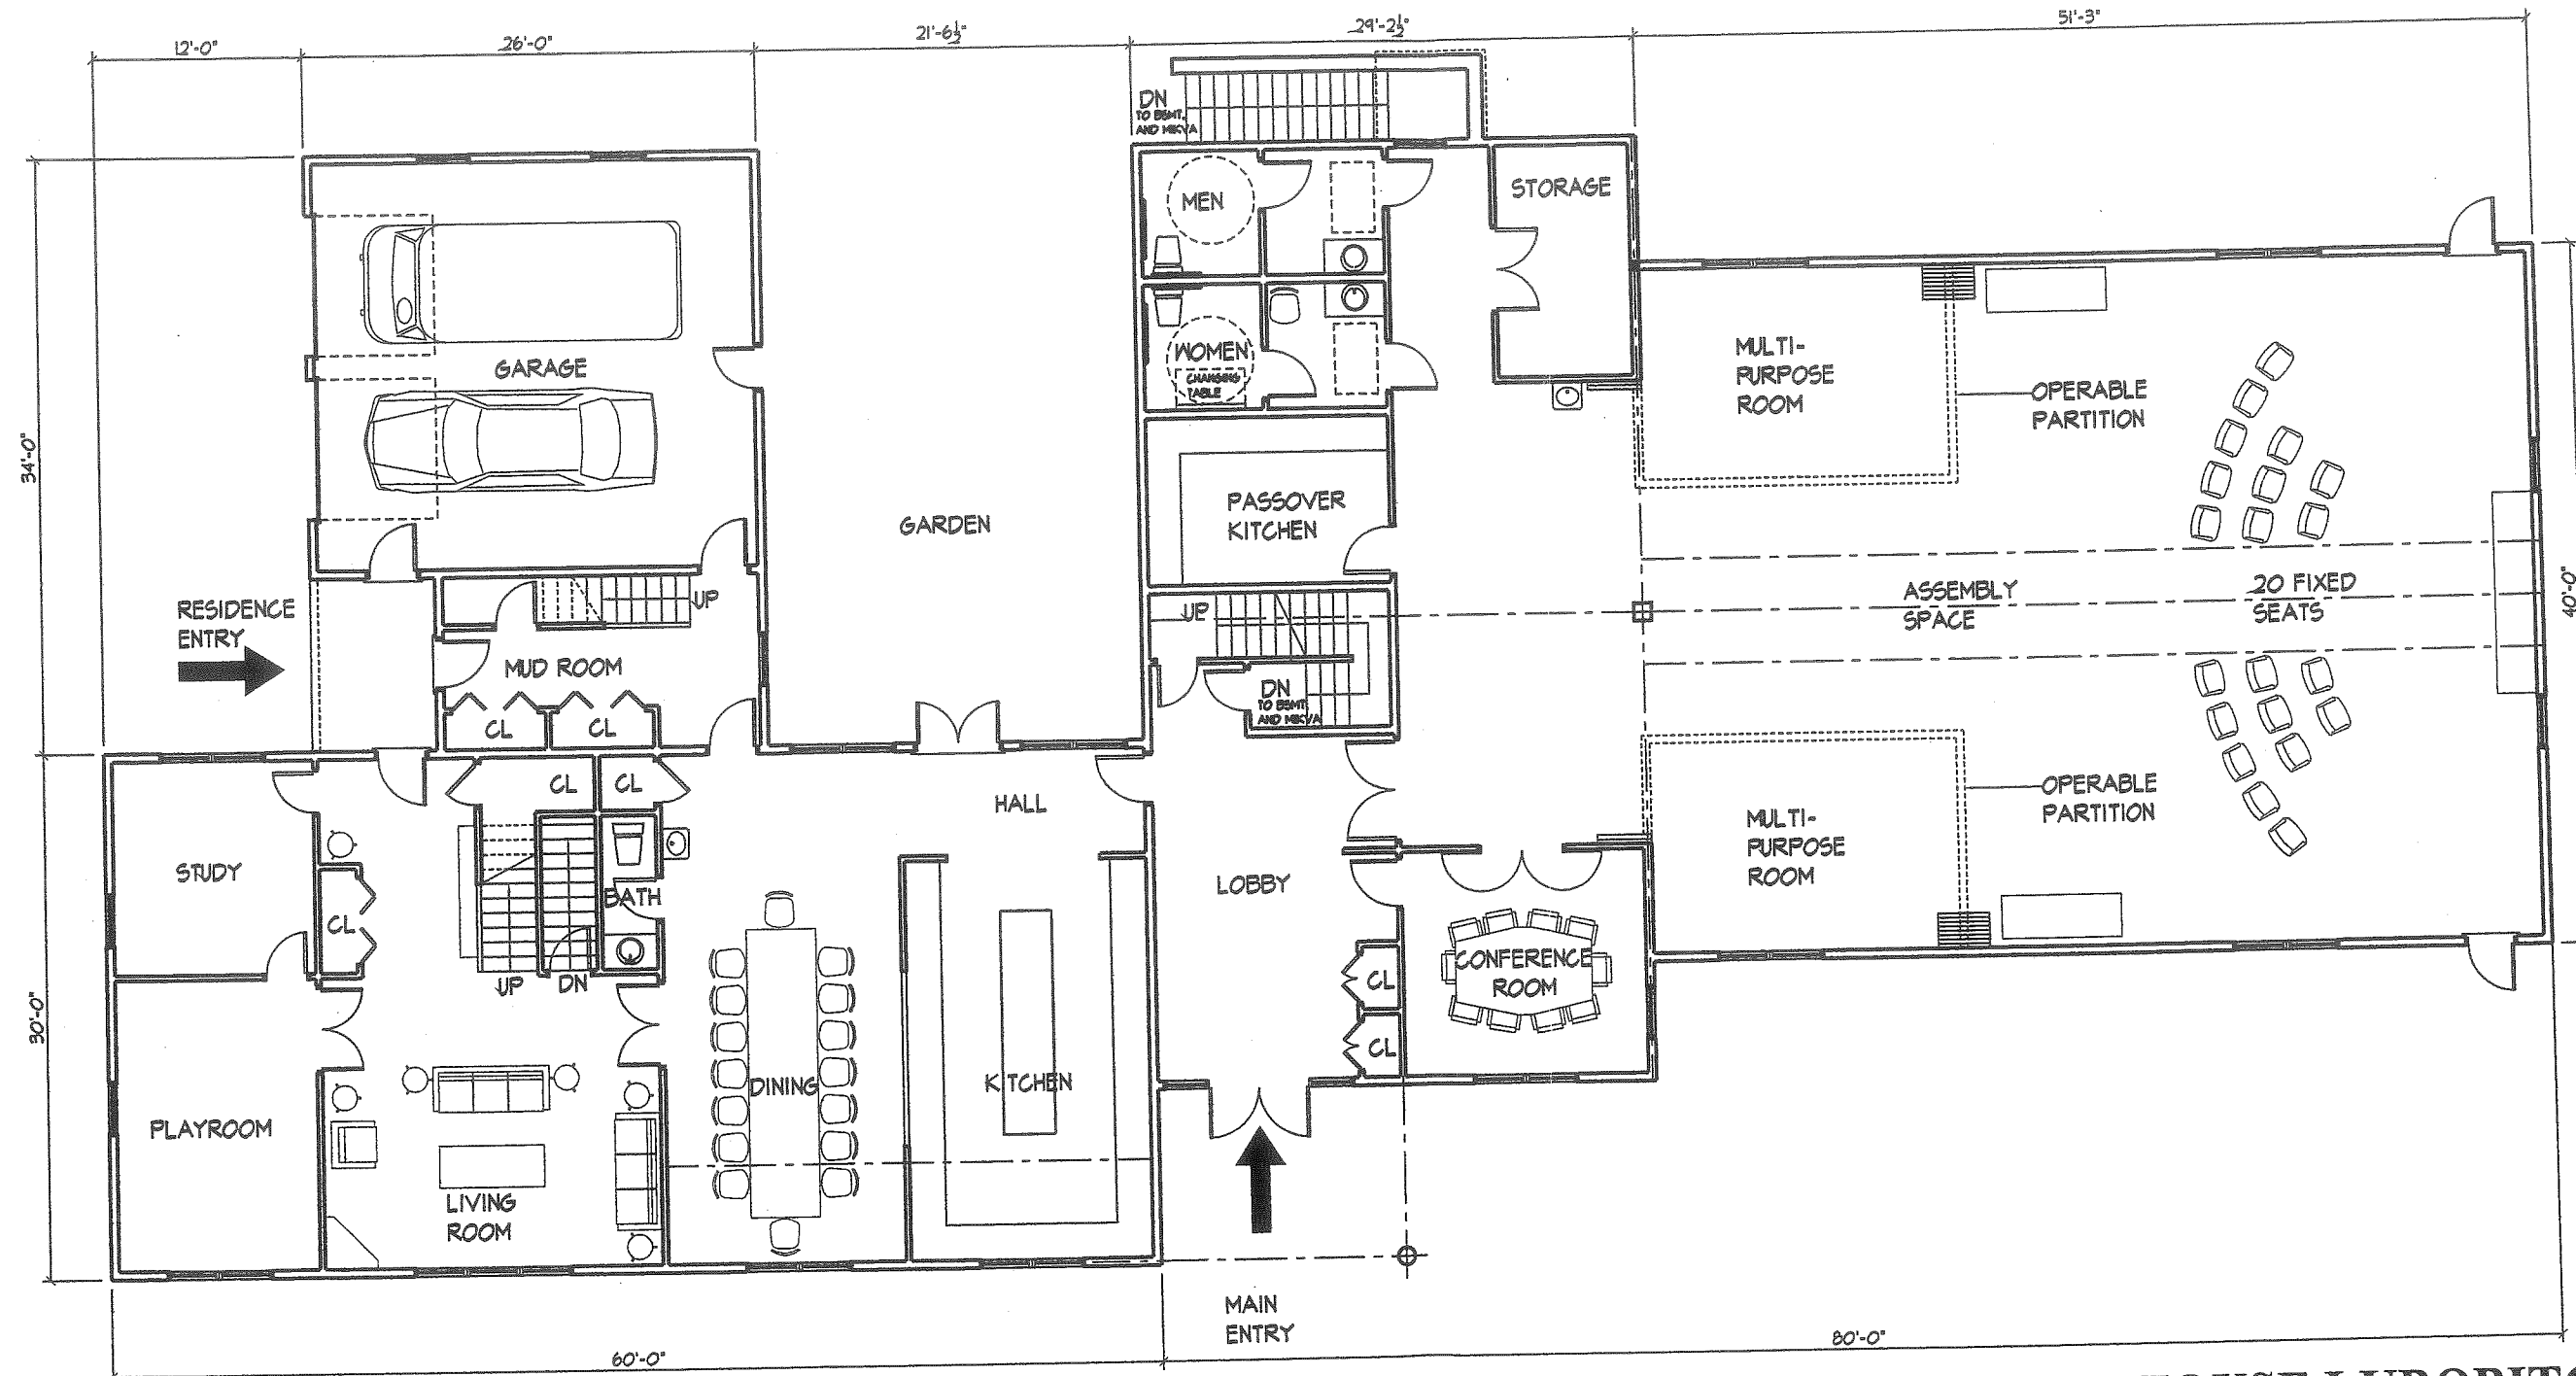 12'-0"
26'-0"
21'-6½"
29'-2½"
51'-3"
DN
TO BSMT.
AND MIKVA
MEN
STORAGE
WOMEN
CHANGING
TABLE
GARAGE
34'-0"
MULTI-
PURPOSE
ROOM
OPERABLE
PARTITION
PASSOVER
KITCHEN
GARDEN
RESIDENCE
ENTRY
UP
MUD ROOM
CL
CL
UP
DN
TO BSMT.
AND MIKVA
ASSEMBLY
SPACE
20 FIXED
SEATS
40'-0"
CL
CL
HALL
STUDY
CL
BATH
UP
DN
LOBBY
MULTI-
PURPOSE
ROOM
OPERABLE
PARTITION
CONFERENCE
ROOM
CL
CL
30'-0"
PLAYROOM
LIVING
ROOM
DINING
KITCHEN
MAIN
ENTRY
60'-0"
80'-0"